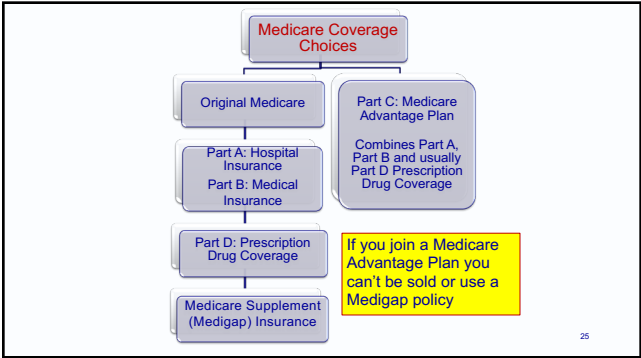 Medicare Coverage
Choices
Original Medicare
Part A: Hospital
Insurance
Part B: Medical
Insurance
Part D: Prescription
Drug Coverage
Medicare Supplement
(Medigap) Insurance
Part C: Medicare
Advantage Plan
Combines Part A,
Part B and usually
Part D Prescription
Drug Coverage
If you join a Medicare
Advantage Plan you
can't be sold or use a
Medigap policy
25